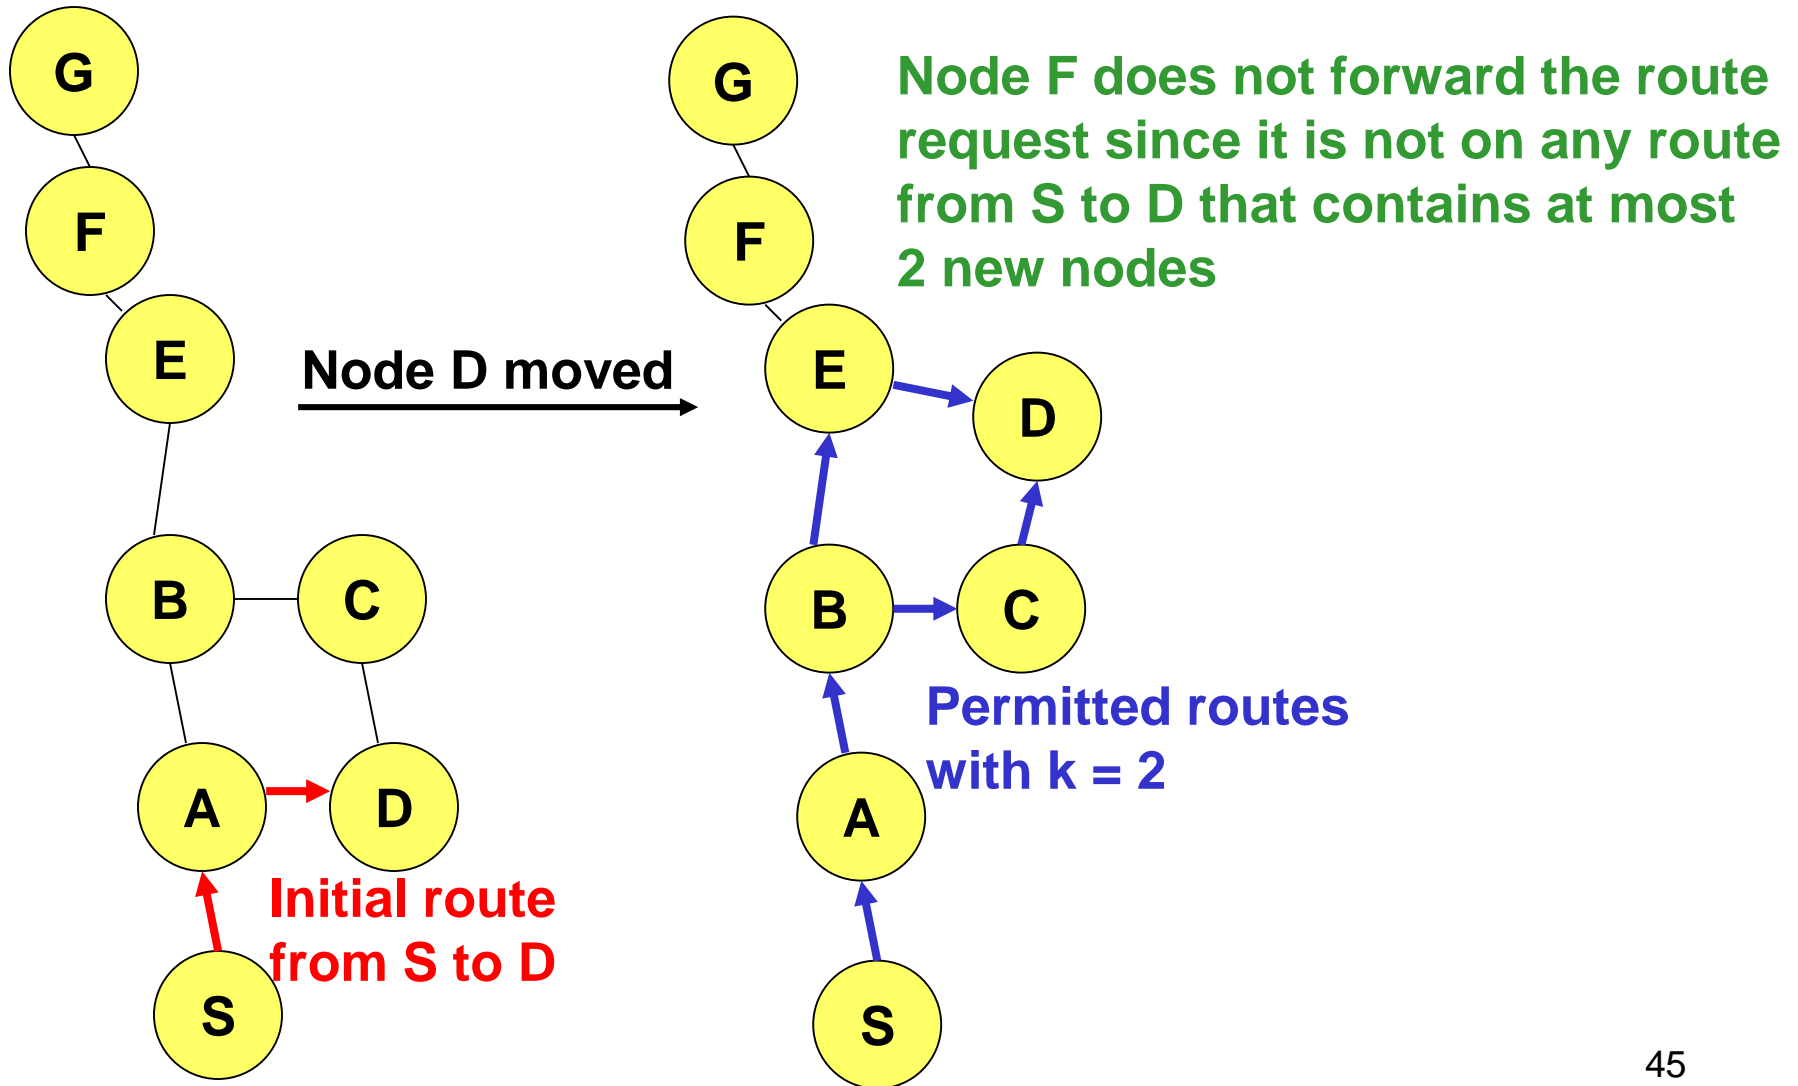 G
F
E
B
C
A
D
S
Initial route
from S to D
Node D moved
G
F
E
D
B
C
A
S
Node F does not forward the route
request since it is not on any route
from S to D that contains at most
2 new nodes
Permitted routes
with k = 2
45